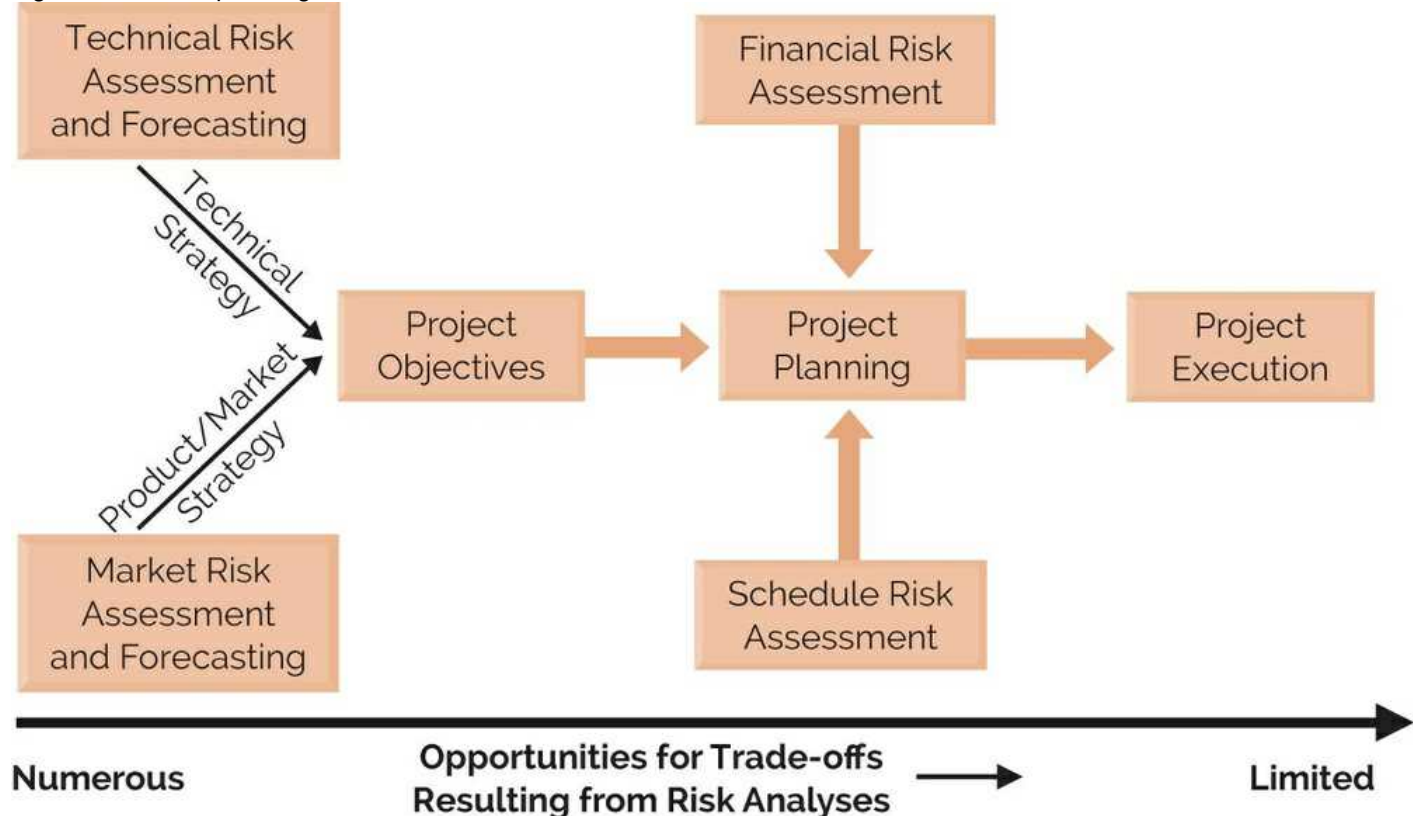 Technical Risk
Assessment
and Forecasting
Financial Risk
Assessment
Technical
Strategy
Project
Objectives
Project
Planning
Project
Execution
Product/Market
Strategy
Market Risk
Assessment
and Forecasting
Schedule Risk
Assessment
Numerous
Opportunities for Trade-offs
Resulting from Risk Analyses
Limited